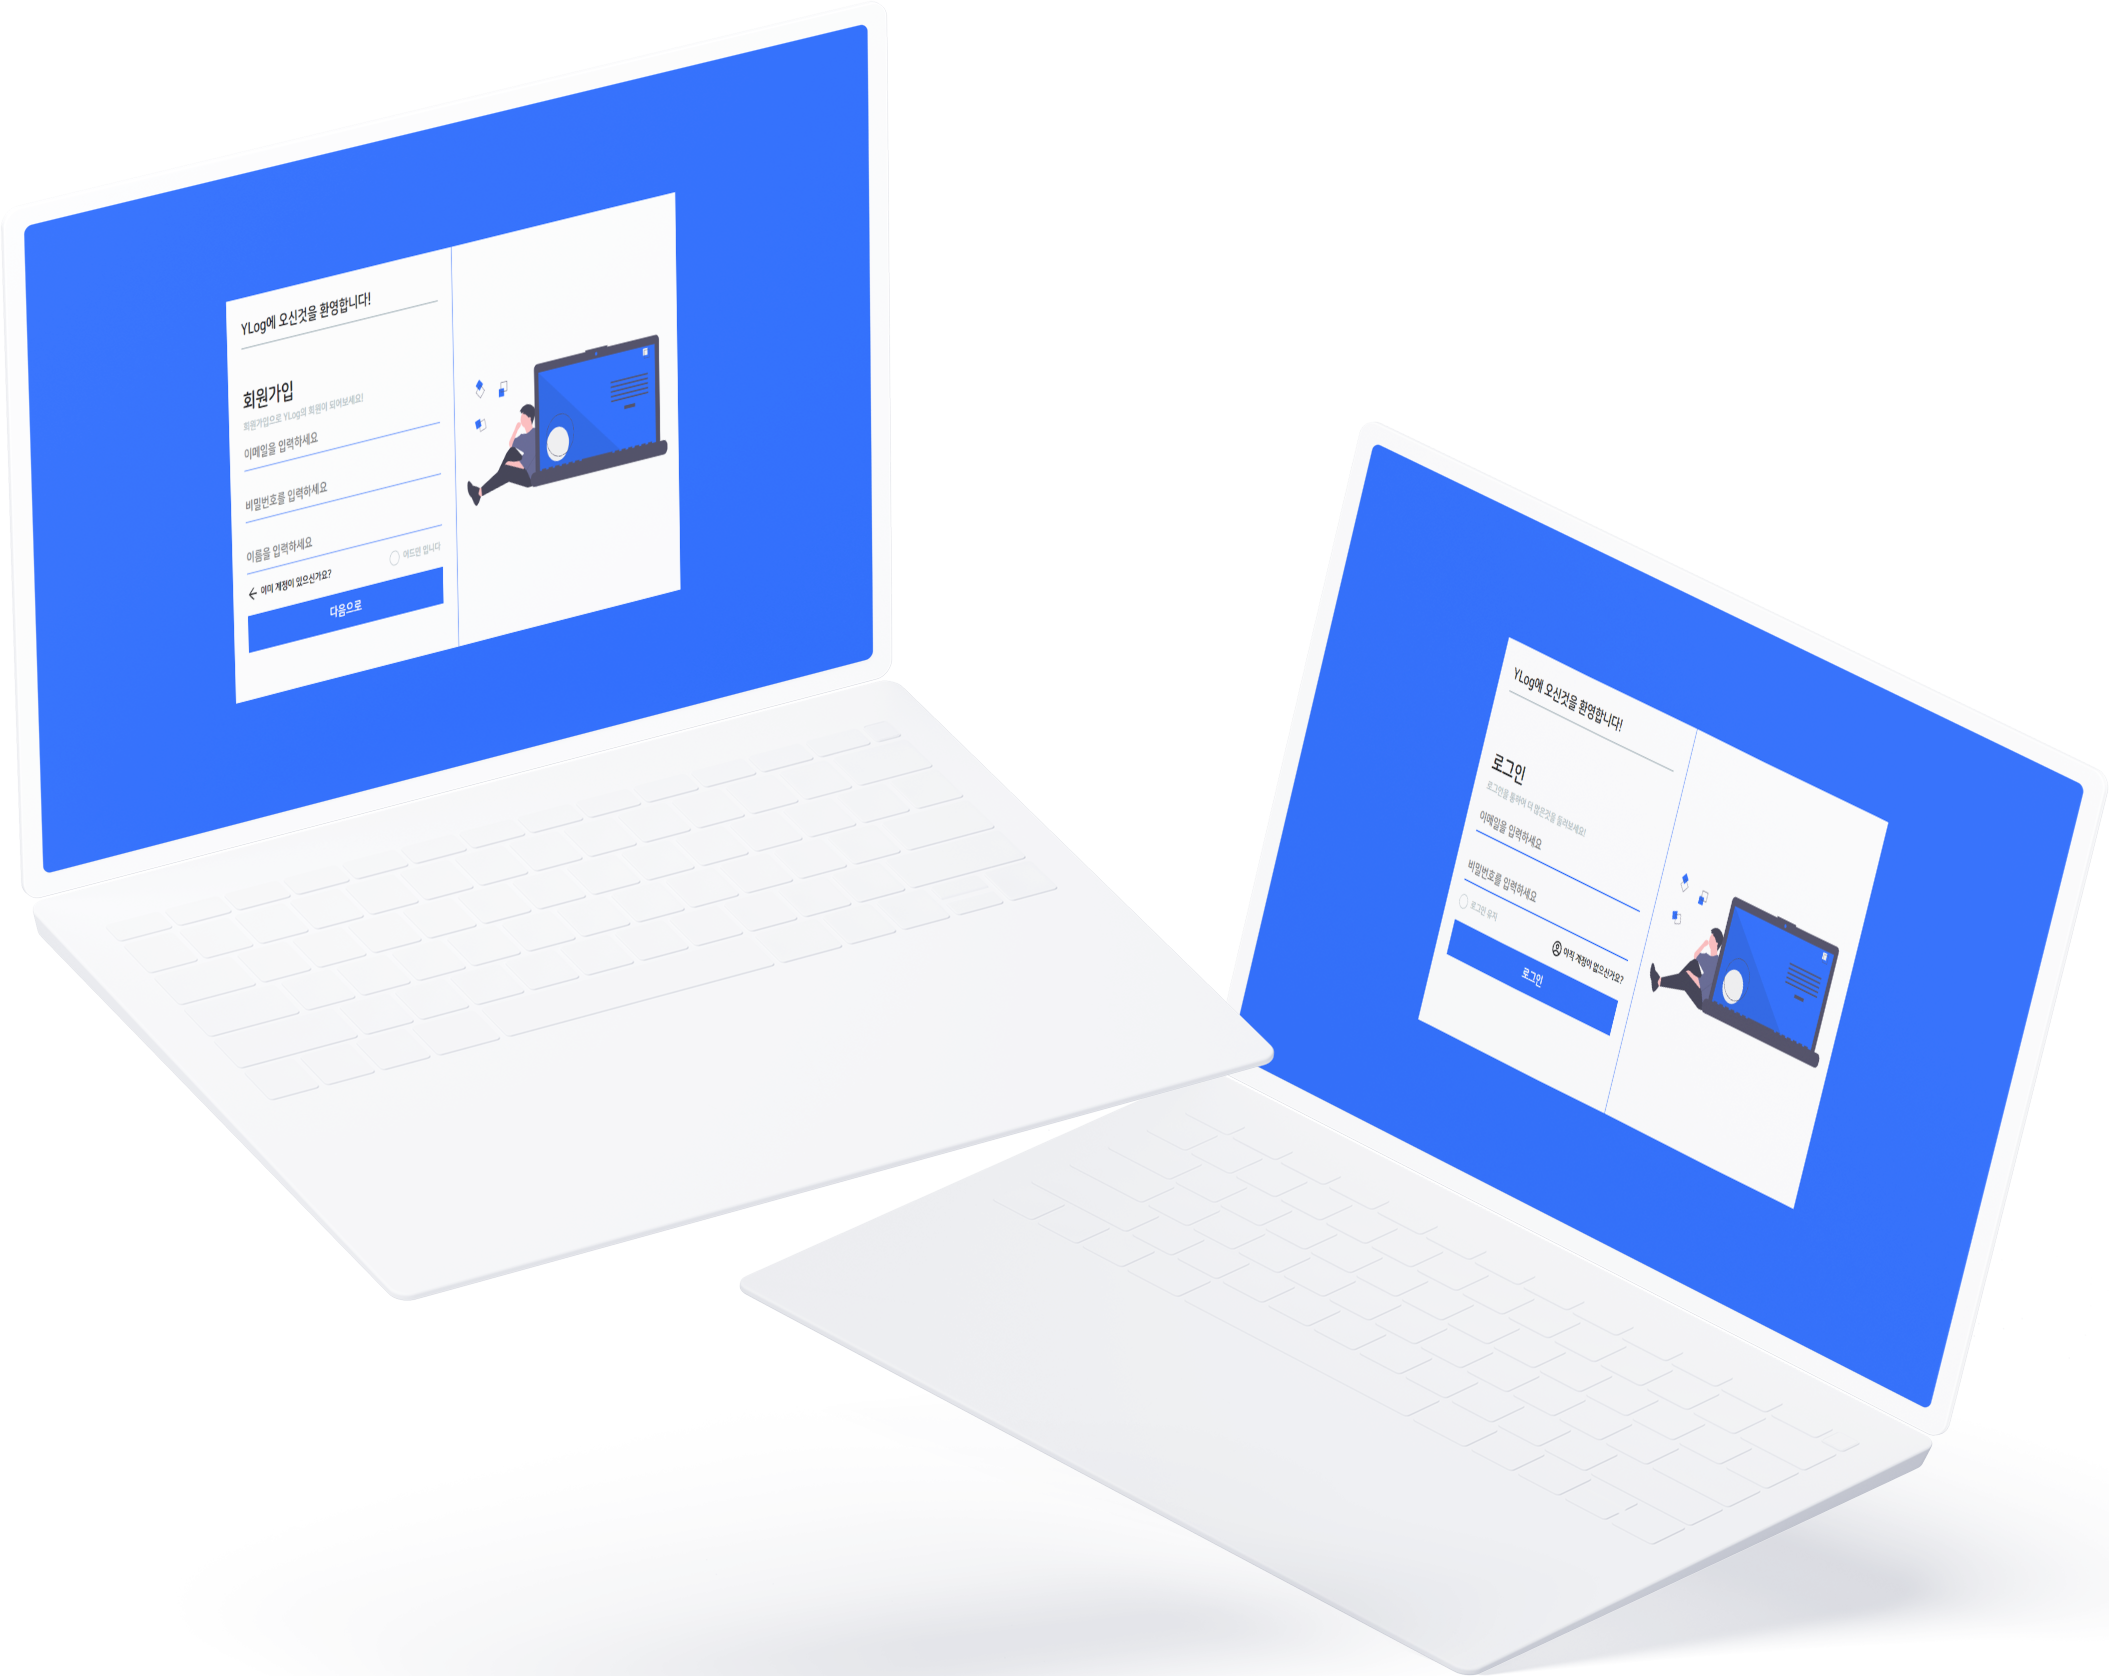 YLog에 오신것을 환영합니다!
회원가입
회원가입으로 YLog의 회원이 되어보세요!
이메일을 입력하세요
비밀번호를 입력하세요
이름을 입력하세요
어드민 입니다
이미 계정이 있으신가요?
다음으로
YLog에 오신것을 환영합니다!
로그인
로그인을 통하여 더 많은것을 둘러보세요!
이메일을 입력하세요
비밀번호를 입력하세요
로그인 유지
아직 계정이 없으신가요?
로그인